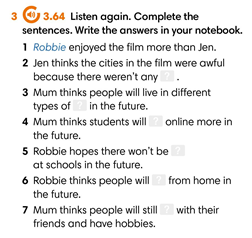 3 3.64 Listen again. Complete the
sentences. Write the answers in your notebook.
1 Robbie enjoyed the film more than Jen.
2 Jen thinks the cities in the film were awful
because there weren't any ? .
3 Mum thinks people will live in different
types of ? in the future.
4 Mum thinks students will ? online more in
the future.
5 Robbie hopes there won't be ?
at schools in the future.
6 Robbie thinks people will ? from home in
the future.
7 Mum thinks people will still ? with their
friends and have hobbies.